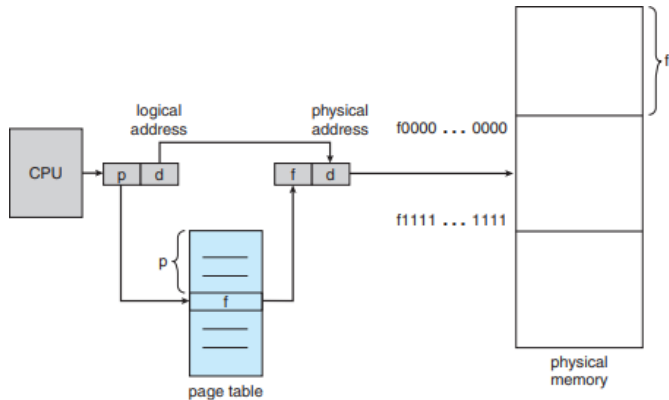 logical
address
physical
address
f0000 ... 0000
f
CPU
p d
f d
f1111 ... 1111
p
f
page table
physical
memory